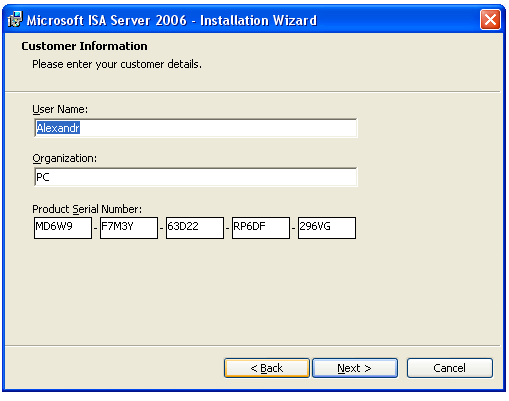 Microsoft ISA Server 2006 - Installation Wizard
Customer Information
Please enter your customer details.
User Name:
Alexandr
Organization:
PC
Product Serial Number:
MD6W9 - F7M3Y - 63D22 - RP6DF - 296VG
< Back Next > Cancel